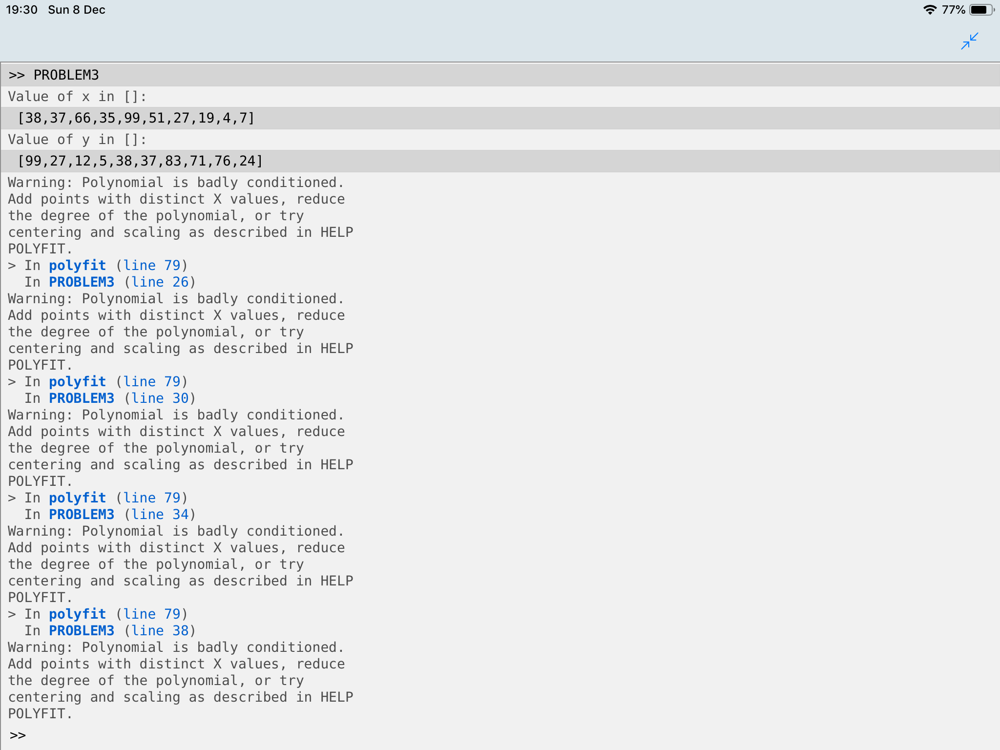 19:30 Sun 8 Dec 77%
>> PROBLEM3
Value of x in []:
[38,37,66,35,99,51,27,19,4,7]
Value of y in []:
[99,27,12,5,38,37,83,71,76,24]
Warning: Polynomial is badly conditioned.
Add points with distinct X values, reduce
the degree of the polynomial, or try
centering and scaling as described in HELP
POLYFIT.
> In polyfit (line 79)
In PROBLEM3 (line 26)
Warning: Polynomial is badly conditioned.
Add points with distinct X values, reduce
the degree of the polynomial, or try
centering and scaling as described in HELP
POLYFIT.
> In polyfit (line 79)
In PROBLEM3 (line 30)
Warning: Polynomial is badly conditioned.
Add points with distinct X values, reduce
the degree of the polynomial, or try
centering and scaling as described in HELP
POLYFIT.
> In polyfit (line 79)
In PROBLEM3 (line 34)
Warning: Polynomial is badly conditioned.
Add points with distinct X values, reduce
the degree of the polynomial, or try
centering and scaling as described in HELP
POLYFIT.
> In polyfit (line 79)
In PROBLEM3 (line 38)
Warning: Polynomial is badly conditioned.
Add points with distinct X values, reduce
the degree of the polynomial, or try
centering and scaling as described in HELP
POLYFIT.
>>